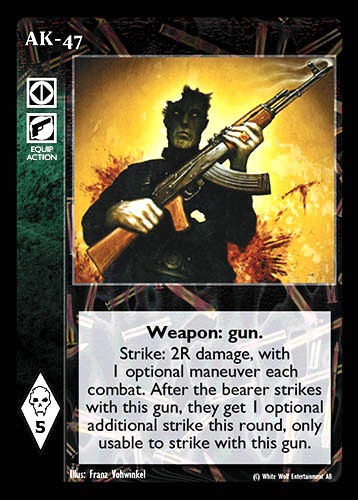 AK-47
EQUIP
ACTION
Weapon: gun.
Strike: 2R damage, with
1 optional maneuver each
combat. After the bearer strikes
with this gun, they get 1 optional
additional strike this round, only
usable to strike with this gun.
5
Illus: Franz Vohwinkel
(C) White Wolf Entertainment AB